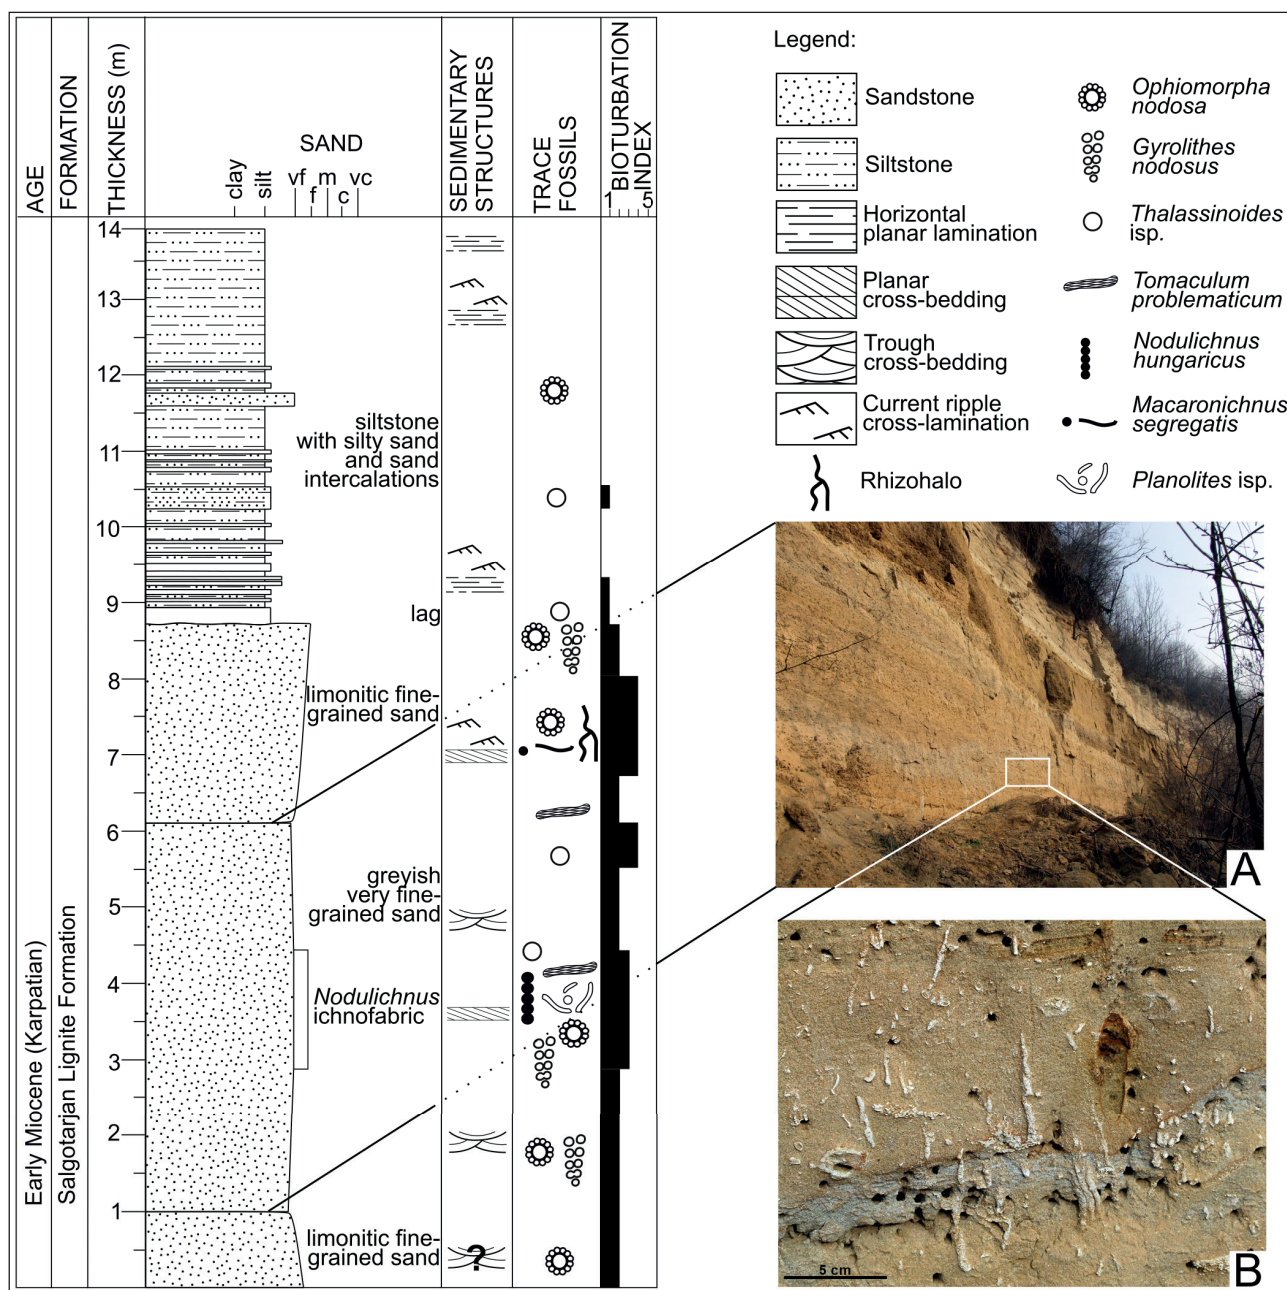 AGE
FORMATION
THICKNESS (m)
SAND
clay
silt
vf
f
m
c
vc
SEDIMENTARY
STRUCTURES
TRACE
FOSSILS
BIOTURBATION
INDEX
1
5
14
13
12
11
10
9
8
7
6
5
4
3
2
1
Early Miocene (Karpatian)
Salgotarjan Lignite Formation
siltstone
with silty sand
and sand
intercalations
lag
limonitic fine-
grained sand
greyish
very fine-
grained sand
Nodulichnus
ichnofabric
limonitic fine-
grained sand
?
Legend:
Sandstone
Siltstone
Horizontal
planar lamination
Planar
cross-bedding
Trough
cross-bedding
Current ripple
cross-lamination
Rhizohalo
Ophiomorpha
nodosa
Gyrolithes
nodosus
Thalassinoides
isp.
Tomaculum
problematicum
Nodulichnus
hungaricus
Macaronichnus
segregatis
Planolites isp.
A
5 cm
B